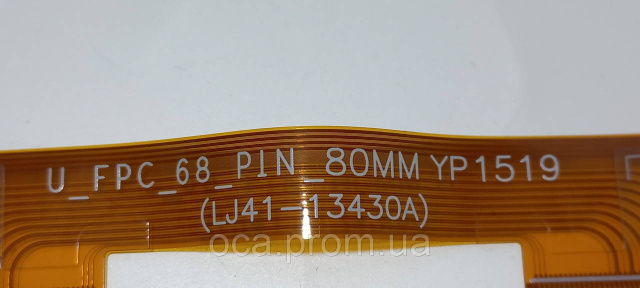 U_FPC_68_PIN_80MM YP1519
(LJ41-13430A)
oca.prom.ua